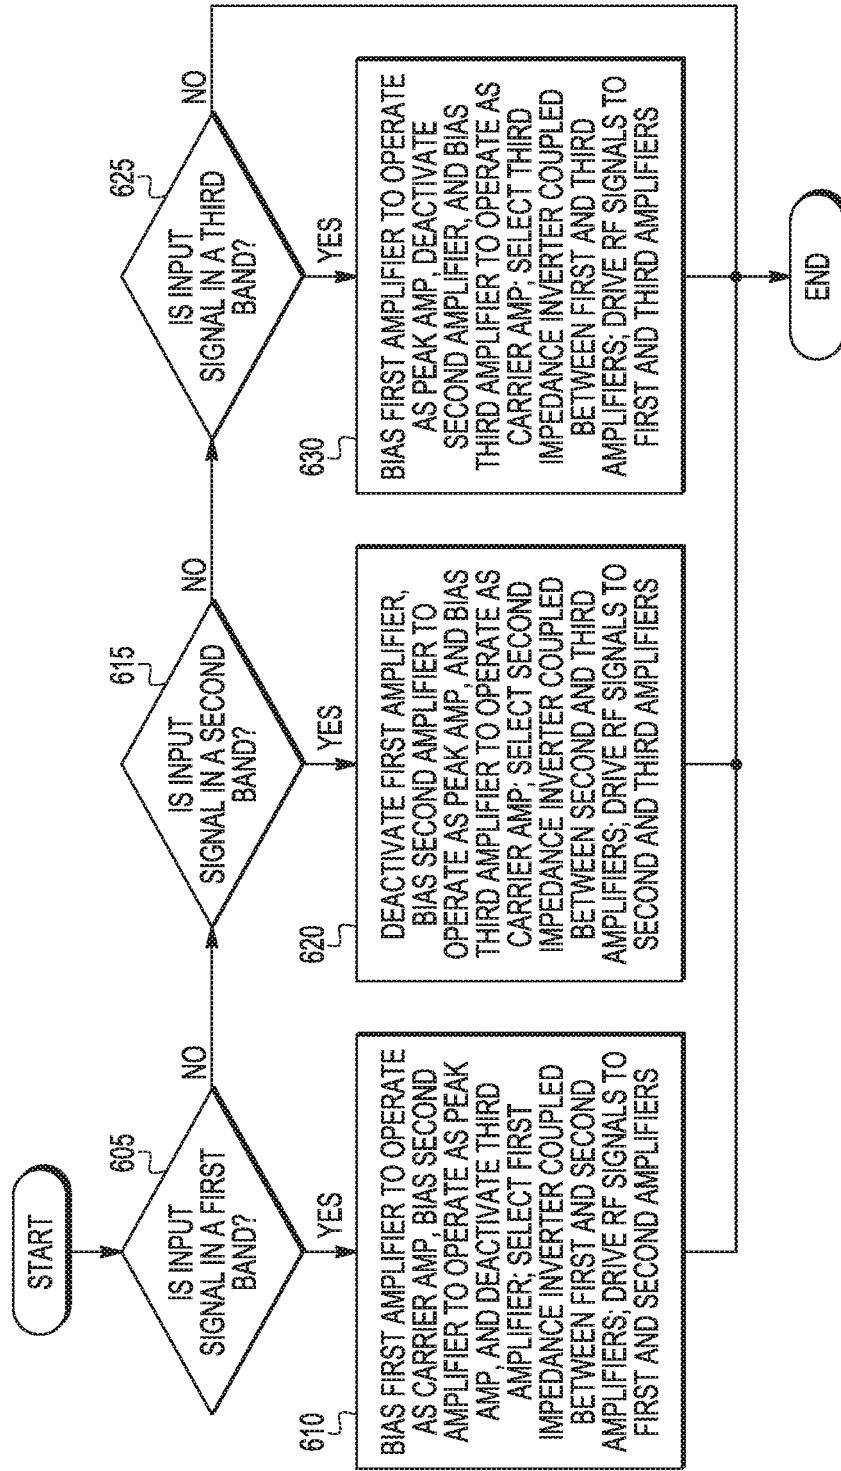 START
605
IS INPUT
SIGNAL IN A FIRST
BAND?
NO
YES
610
BIAS FIRST AMPLIFIER TO OPERATE
AS CARRIER AMP, BIAS SECOND
AMPLIFIER TO OPERATE AS PEAK
AMP, AND DEACTIVATE THIRD
AMPLIFIER; SELECT FIRST
IMPEDANCE INVERTER COUPLED
BETWEEN FIRST AND SECOND
AMPLIFIERS; DRIVE RF SIGNALS TO
FIRST AND SECOND AMPLIFIERS
615
IS INPUT
SIGNAL IN A SECOND
BAND?
NO
YES
620
DEACTIVATE FIRST AMPLIFIER,
BIAS SECOND AMPLIFIER TO
OPERATE AS PEAK AMP, AND BIAS
THIRD AMPLIFIER TO OPERATE AS
CARRIER AMP; SELECT SECOND
IMPEDANCE INVERTER COUPLED
BETWEEN SECOND AND THIRD
AMPLIFIERS; DRIVE RF SIGNALS TO
SECOND AND THIRD AMPLIFIERS
625
IS INPUT
SIGNAL IN A THIRD
BAND?
NO
YES
630
BIAS FIRST AMPLIFIER TO OPERATE
AS PEAK AMP, DEACTIVATE
SECOND AMPLIFIER, AND BIAS
THIRD AMPLIFIER TO OPERATE AS
CARRIER AMP; SELECT THIRD
IMPEDANCE INVERTER COUPLED
BETWEEN FIRST AND THIRD
AMPLIFIERS; DRIVE RF SIGNALS TO
FIRST AND THIRD AMPLIFIERS
END